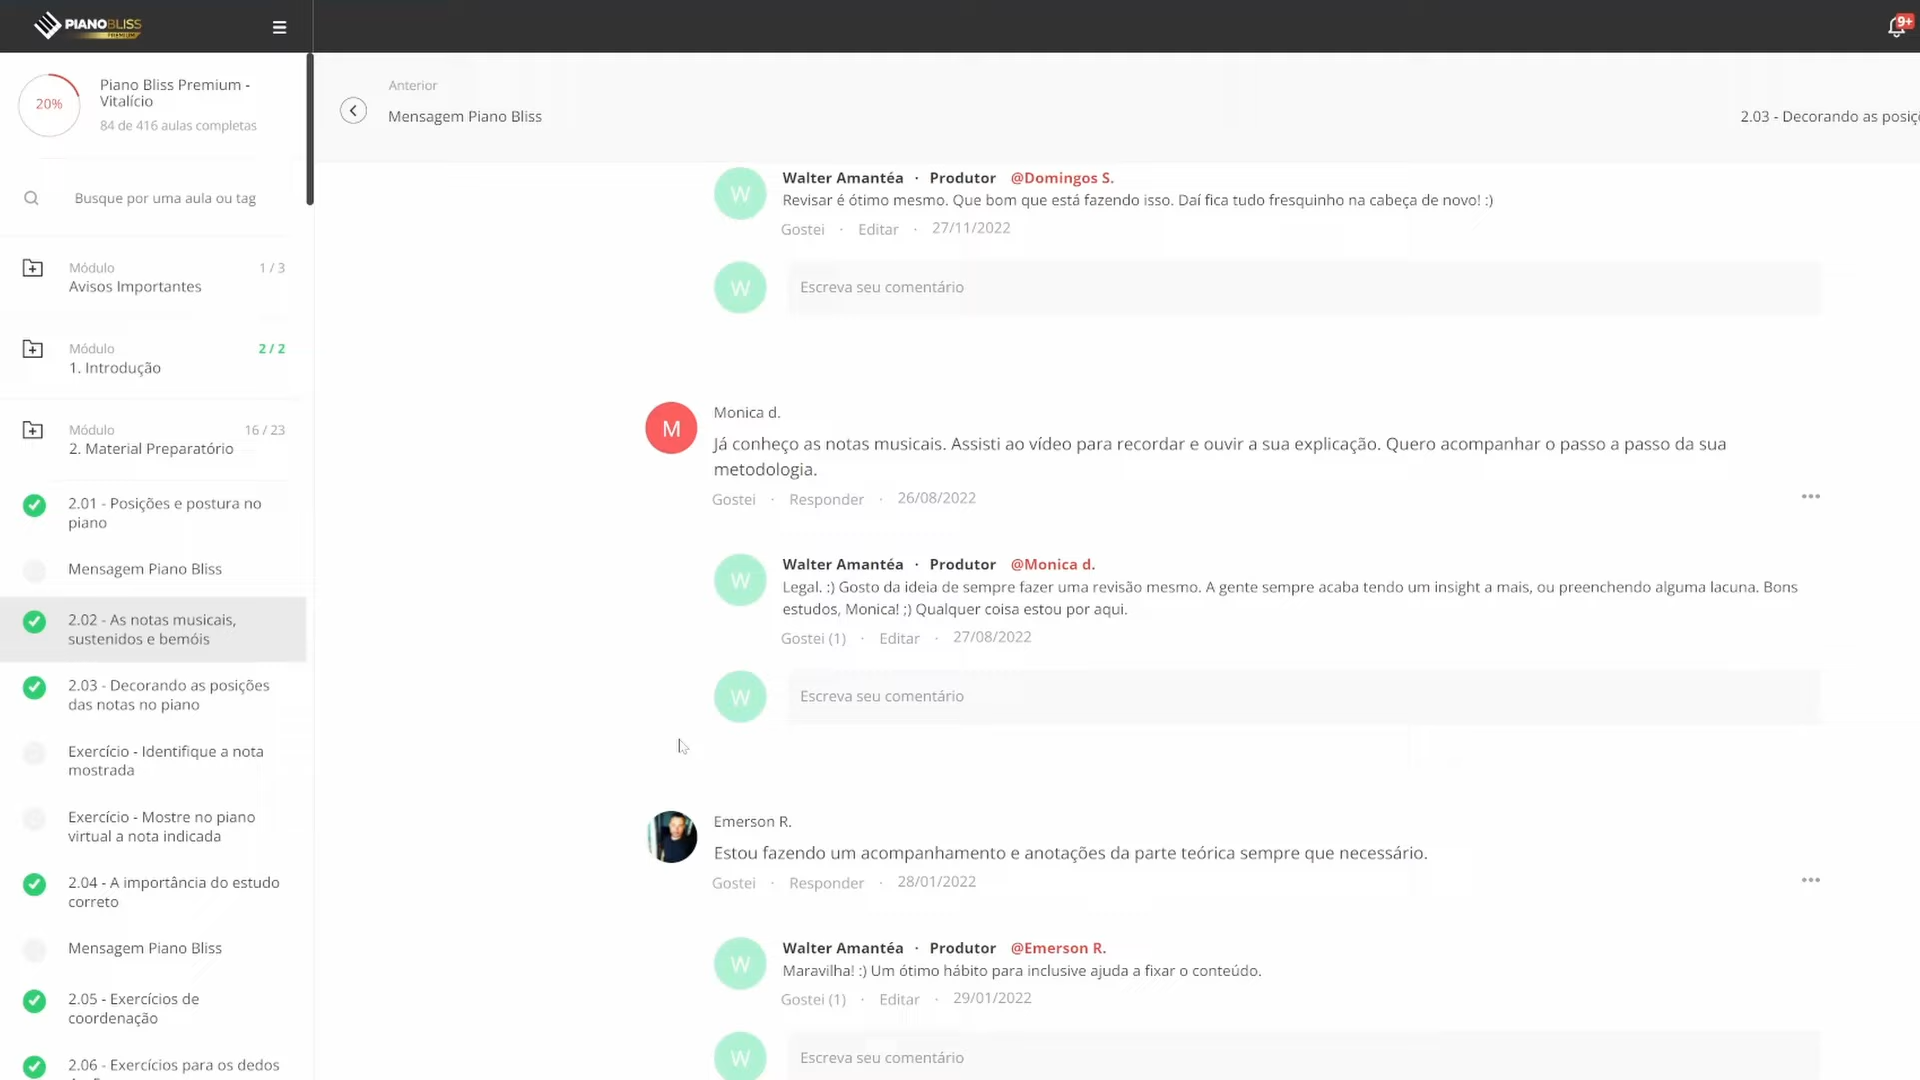 PIANOBLISS
PREMIUM
9+
20%
Piano Bliss Premium -
Vitalício
84 de 416 aulas completas
Busque por uma aula ou tag
Módulo
1 / 3
Avisos Importantes
Módulo
2 / 2
1. Introdução
Módulo
16 / 23
2. Material Preparatório
2.01 - Posições e postura no
piano
Mensagem Piano Bliss
2.02 - As notas musicais,
sustenidos e bemóis
2.03 - Decorando as posições
das notas no piano
Exercício - Identifique a nota
mostrada
Exercício - Mostre no piano
virtual a nota indicada
2.04 - A importância do estudo
correto
Mensagem Piano Bliss
2.05 - Exercícios de
coordenação
2.06 - Exercícios para os dedos
Anterior
Mensagem Piano Bliss
2.03 - Decorando as posiçõ
W
Walter Amantéa · Produtor @Domingos S.
Revisar é ótimo mesmo. Que bom que está fazendo isso. Daí fica tudo fresquinho na cabeça de novo! :)
Gostei · Editar · 27/11/2022
W
Escreva seu comentário
M
Monica d.
Já conheço as notas musicais. Assisti ao vídeo para recordar e ouvir a sua explicação. Quero acompanhar o passo a passo da sua
metodologia.
Gostei · Responder · 26/08/2022
W
Walter Amantéa · Produtor @Monica d.
Legal. :) Gosto da ideia de sempre fazer uma revisão mesmo. A gente sempre acaba tendo um insight a mais, ou preenchendo alguma lacuna. Bons
estudos, Monica! ;) Qualquer coisa estou por aqui.
Gostei (1) · Editar · 27/08/2022
W
Escreva seu comentário
Emerson R.
Estou fazendo um acompanhamento e anotações da parte teórica sempre que necessário.
Gostei · Responder · 28/01/2022
W
Walter Amantéa · Produtor @Emerson R.
Maravilha! :) Um ótimo hábito para inclusive ajuda a fixar o conteúdo.
Gostei (1) · Editar · 29/01/2022
W
Escreva seu comentário